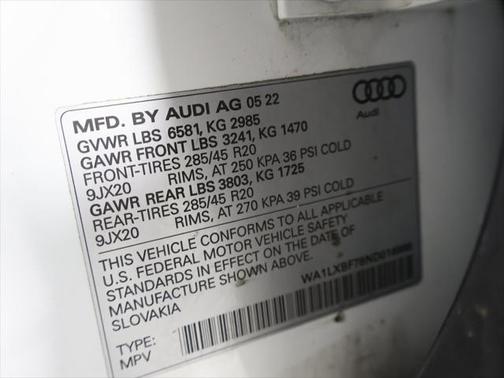 MFD. BY AUDI AG 05 22
GVWR LBS 6581, KG 2985
GAWR FRONT LBS 3241, KG 1470
FRONT-TIRES 285/45 R20
9JX20 RIMS, AT 250 KPA 36 PSI COLD
GAWR REAR LBS 3803, KG 1725
REAR-TIRES 285/45 R20
9JX20 RIMS, AT 270 KPA 39 PSI COLD
THIS VEHICLE CONFORMS TO ALL APPLICABLE
U.S. FEDERAL MOTOR VEHICLE SAFETY
STANDARDS IN EFFECT ON THE DATE OF
MANUFACTURE SHOWN ABOVE.
SLOVAKIA
TYPE:
MPV
Audi